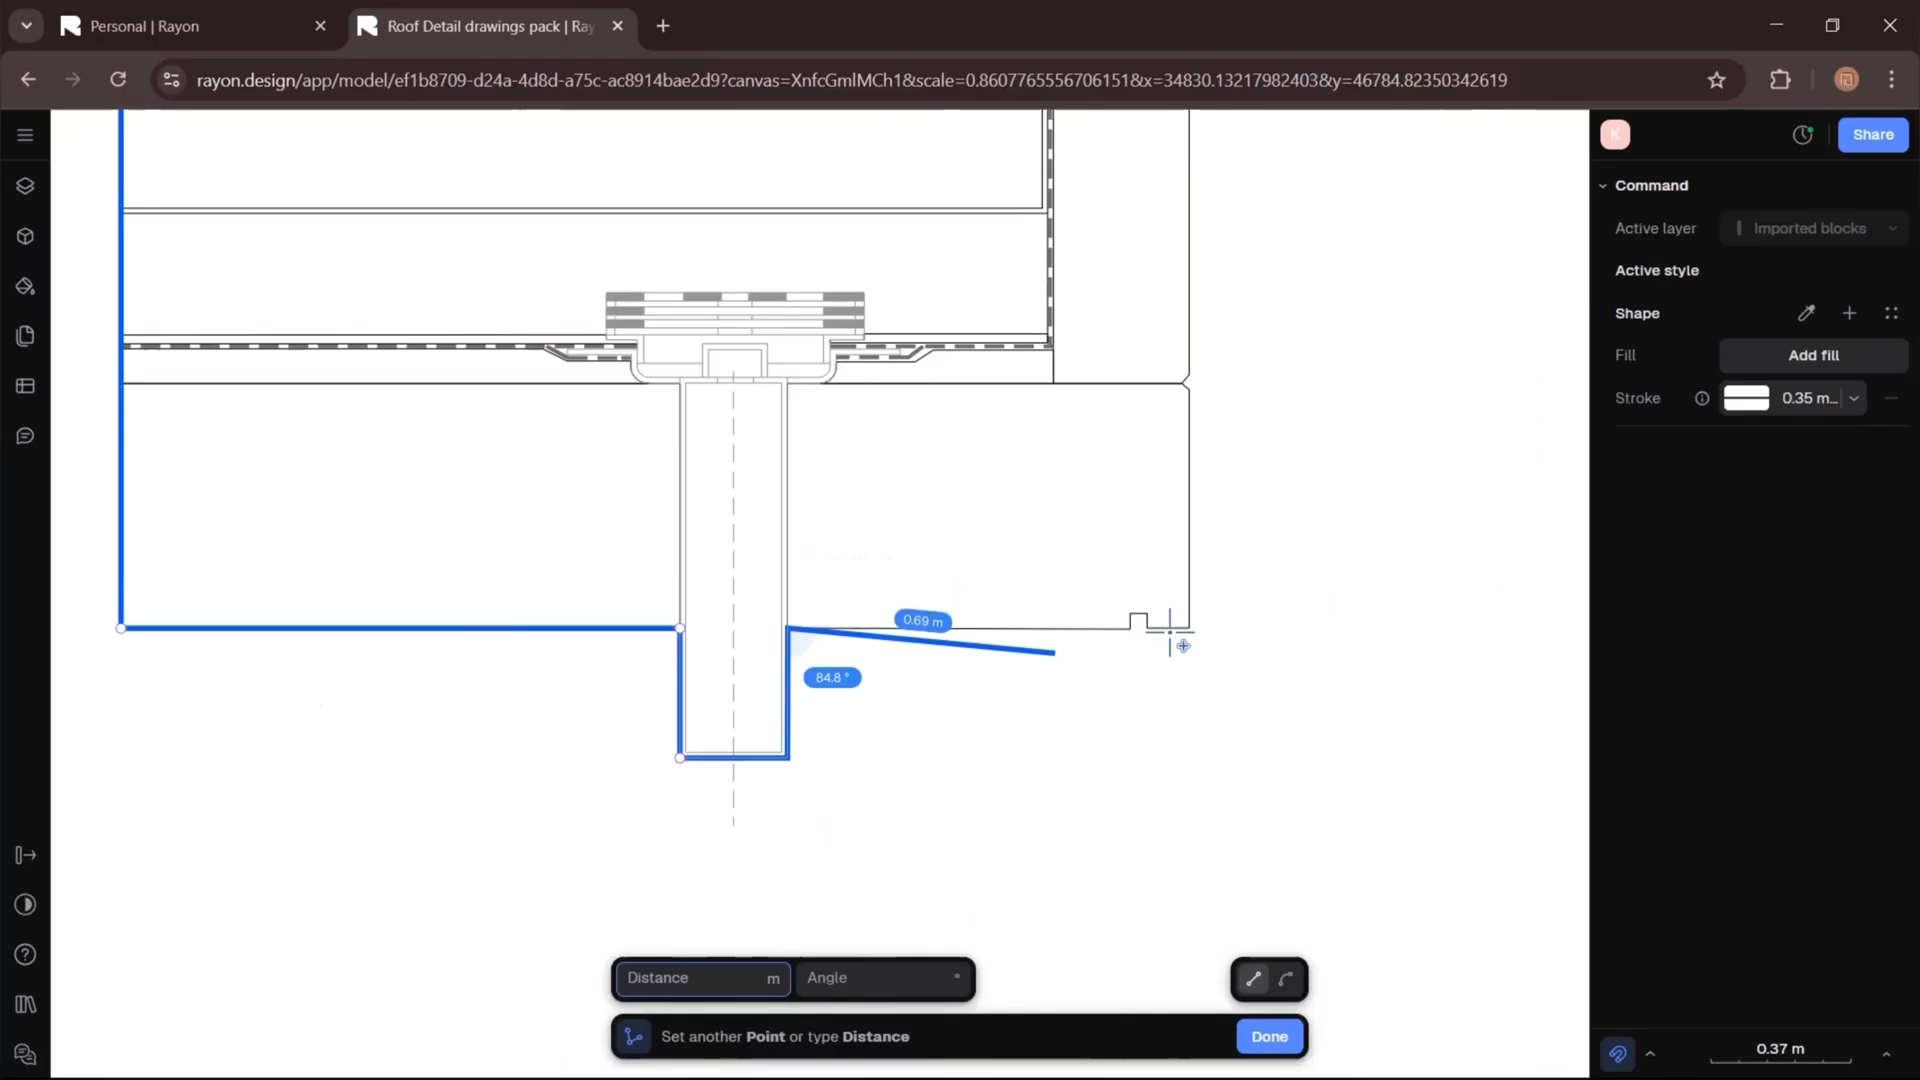 Personal | Rayon
Roof Detail drawings pack | Ray
rayon.design/app/model/ef1b8709-d24a-4d8d-a75c-ac8914bae2d9?canvas=XnfcGmlMCh1&scale=0.8607765556706151&x=34830.13217982403&y=46784.82350342619
K
Share
Command
Active layer
Imported blocks
Active style
Shape
Fill
Add fill
Stroke
0.35 m...
0.69 m
84.8 °
Distance m
Angle °
Set another Point or type Distance
Done
0.37 m